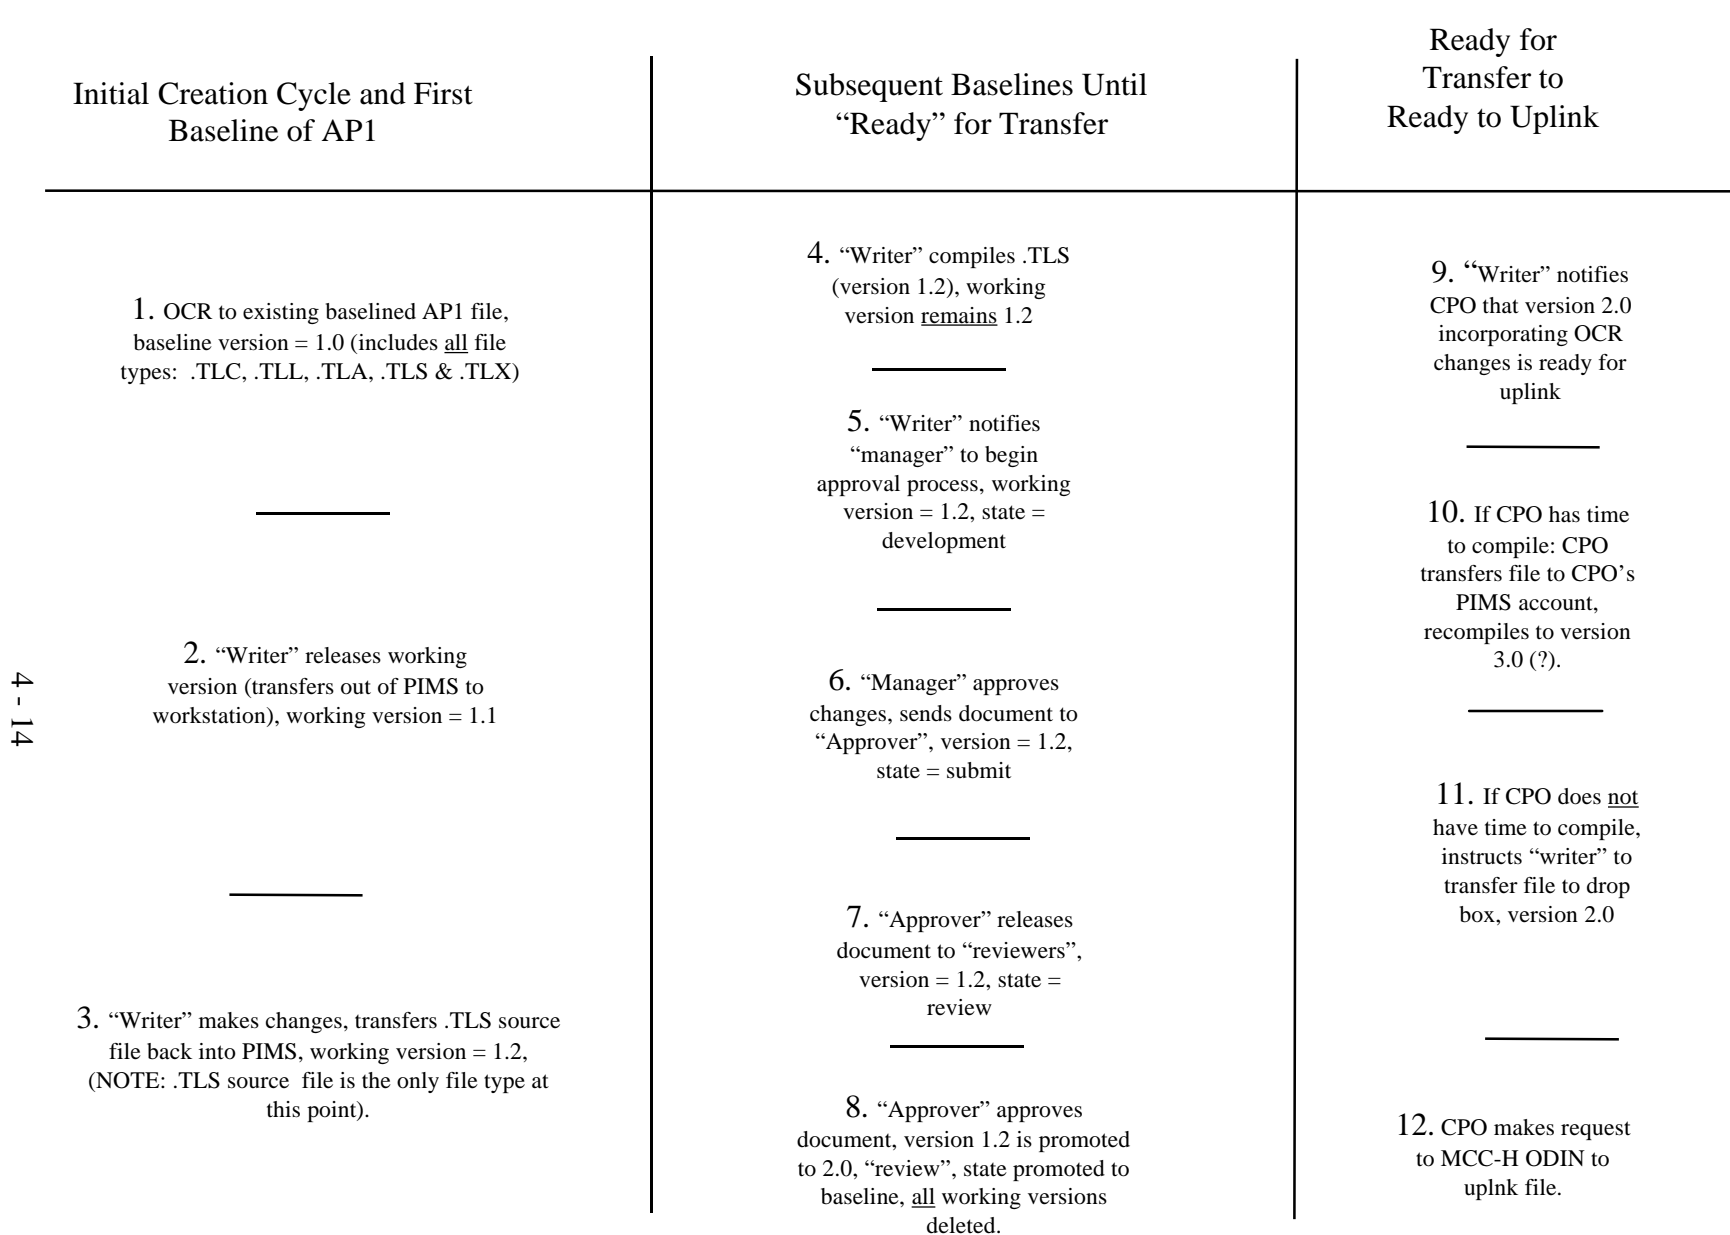 Initial Creation Cycle and First
Baseline of AP1
Subsequent Baselines Until
“Ready” for Transfer
Ready for
Transfer to
Ready to Uplink
1. OCR to existing baselined AP1 file,
baseline version = 1.0 (includes all file
types:  .TLC, .TLL, .TLA, .TLS & .TLX)
2. “Writer” releases working
version (transfers out of PIMS to
workstation), working version = 1.1
3. “Writer” makes changes, transfers .TLS source
file back into PIMS, working version = 1.2,
(NOTE: .TLS source  file is the only file type at
this point).
4. “Writer” compiles .TLS
(version 1.2), working
version remains 1.2
5. “Writer” notifies
“manager” to begin
approval process, working
version = 1.2, state =
development
6. “Manager” approves
changes, sends document to
“Approver”, version = 1.2,
state = submit
7. “Approver” releases
document to “reviewers”,
version = 1.2, state =
review
8. “Approver” approves
document, version 1.2 is promoted
to 2.0, “review”, state promoted to
baseline, all working versions
deleted.
9. “Writer” notifies
CPO that version 2.0
incorporating OCR
changes is ready for
uplink
10. If CPO has time
to compile: CPO
transfers file to CPO’s
PIMS account,
recompiles to version
3.0 (?).
11. If CPO does not
have time to compile,
instructs “writer” to
transfer file to drop
box, version 2.0
12. CPO makes request
to MCC-H ODIN to
uplnk file.
4 - 14